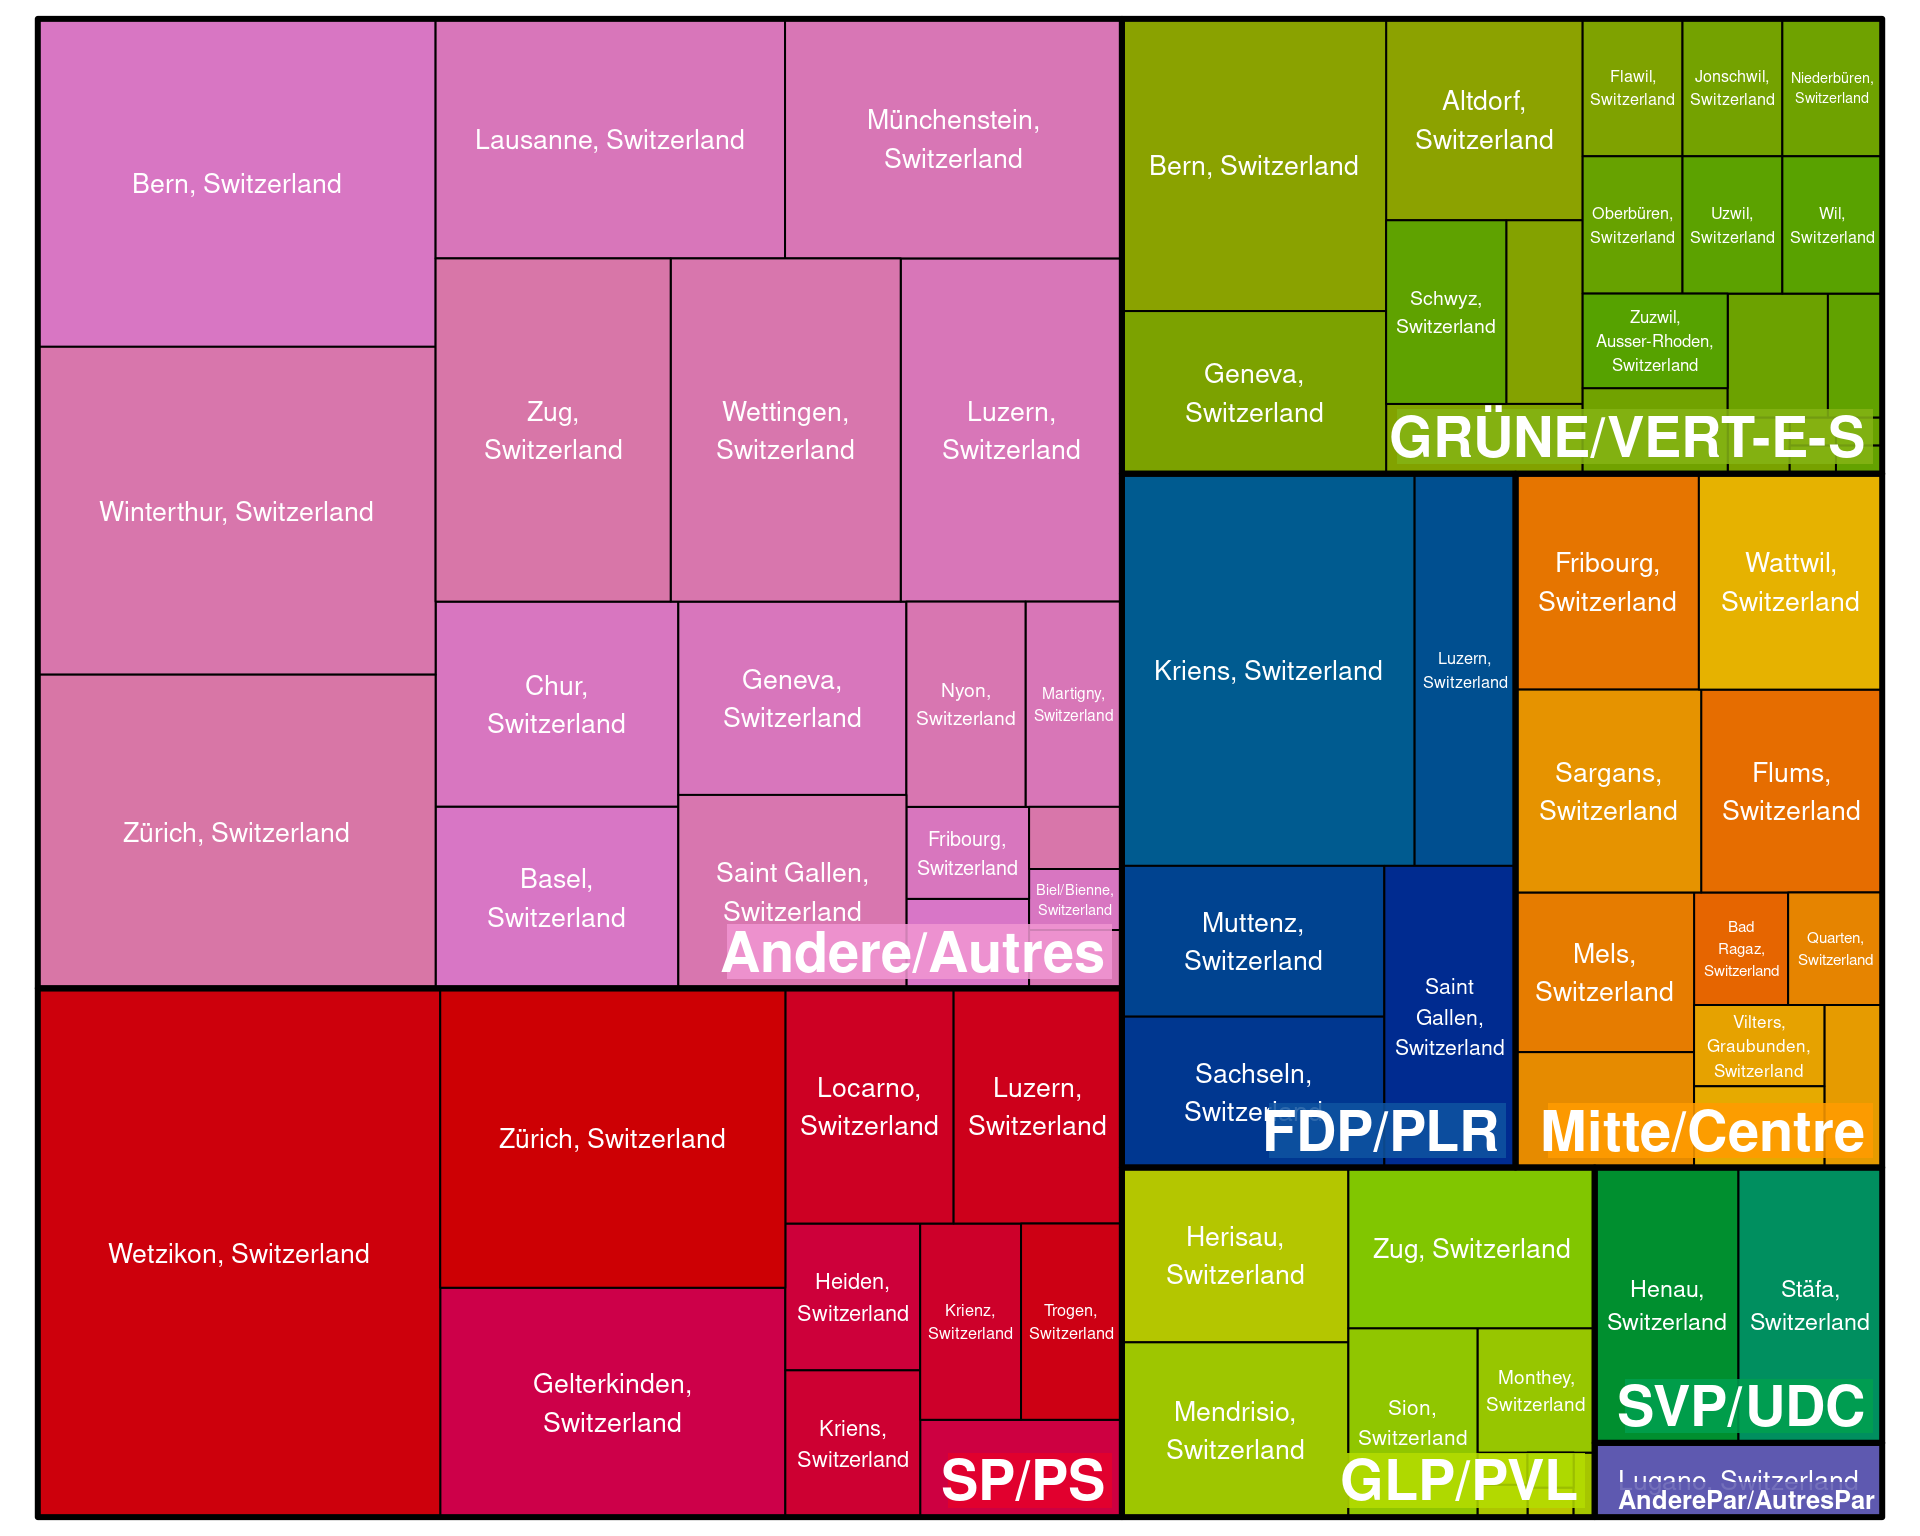 Bern, Switzerland
Lausanne, Switzerland
Münchenstein,
Switzerland
Winterthur, Switzerland
Zürich, Switzerland
Zug,
Switzerland
Wettingen,
Switzerland
Luzern,
Switzerland
Chur,
Switzerland
Geneva,
Switzerland
Nyon,
Switzerland
Martigny,
Switzerland
Basel,
Switzerland
Saint Gallen,
Switzerland
Fribourg,
Switzerland
Biel/Bienne,
Switzerland
Andere/Autres
Wetzikon, Switzerland
Zürich, Switzerland
Gelterkinden,
Switzerland
Locarno,
Switzerland
Luzern,
Switzerland
Heiden,
Switzerland
Krienz,
Switzerland
Trogen,
Switzerland
Kriens,
Switzerland
SP/PS
Bern, Switzerland
Geneva,
Switzerland
Altdorf,
Switzerland
Schwyz,
Switzerland
Flawil,
Switzerland
Jonschwil,
Switzerland
Niederbüren,
Switzerland
Oberbüren,
Switzerland
Uzwil,
Switzerland
Wil,
Switzerland
Zuzwil,
Ausser-Rhoden,
Switzerland
GRÜNE/VERT-E-S
Kriens, Switzerland
Luzern,
Switzerland
Muttenz,
Switzerland
Sachseln,
Switzerland
Saint
Gallen,
Switzerland
FDP/PLR
Fribourg,
Switzerland
Wattwil,
Switzerland
Sargans,
Switzerland
Flums,
Switzerland
Mels,
Switzerland
Bad
Ragaz,
Switzerland
Quarten,
Switzerland
Vilters,
Graubunden,
Switzerland
Mitte/Centre
Herisau,
Switzerland
Mendrisio,
Switzerland
Zug, Switzerland
Sion,
Switzerland
Monthey,
Switzerland
GLP/PVL
Henau,
Switzerland
Stäfa,
Switzerland
SVP/UDC
Lugano, Switzerland
AnderePar/AutresPar